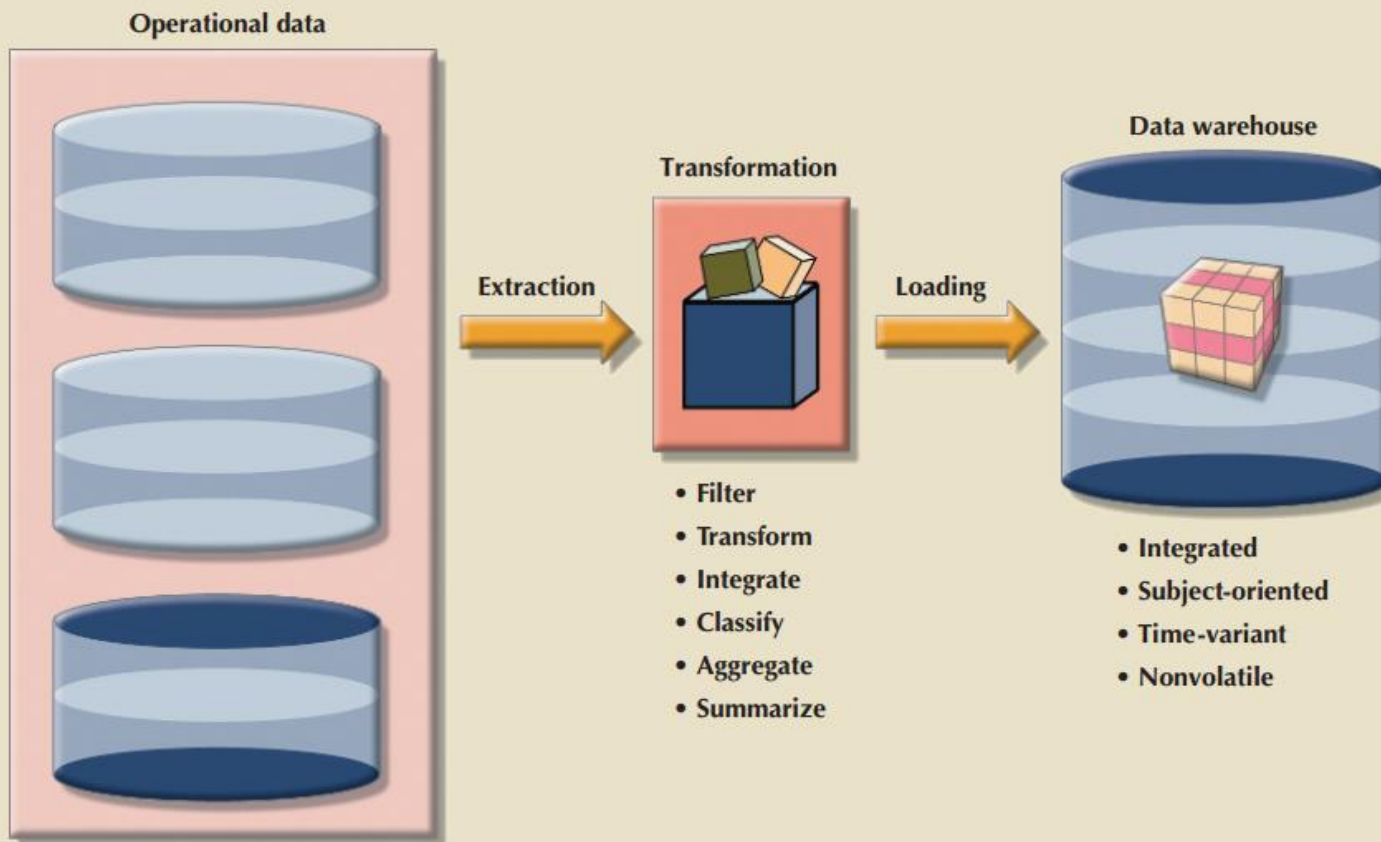 Operational data
Extraction
Transformation
• Filter
• Transform
• Integrate
• Classify
• Aggregate
• Summarize
Loading
Data warehouse
• Integrated
• Subject-oriented
• Time-variant
• Nonvolatile